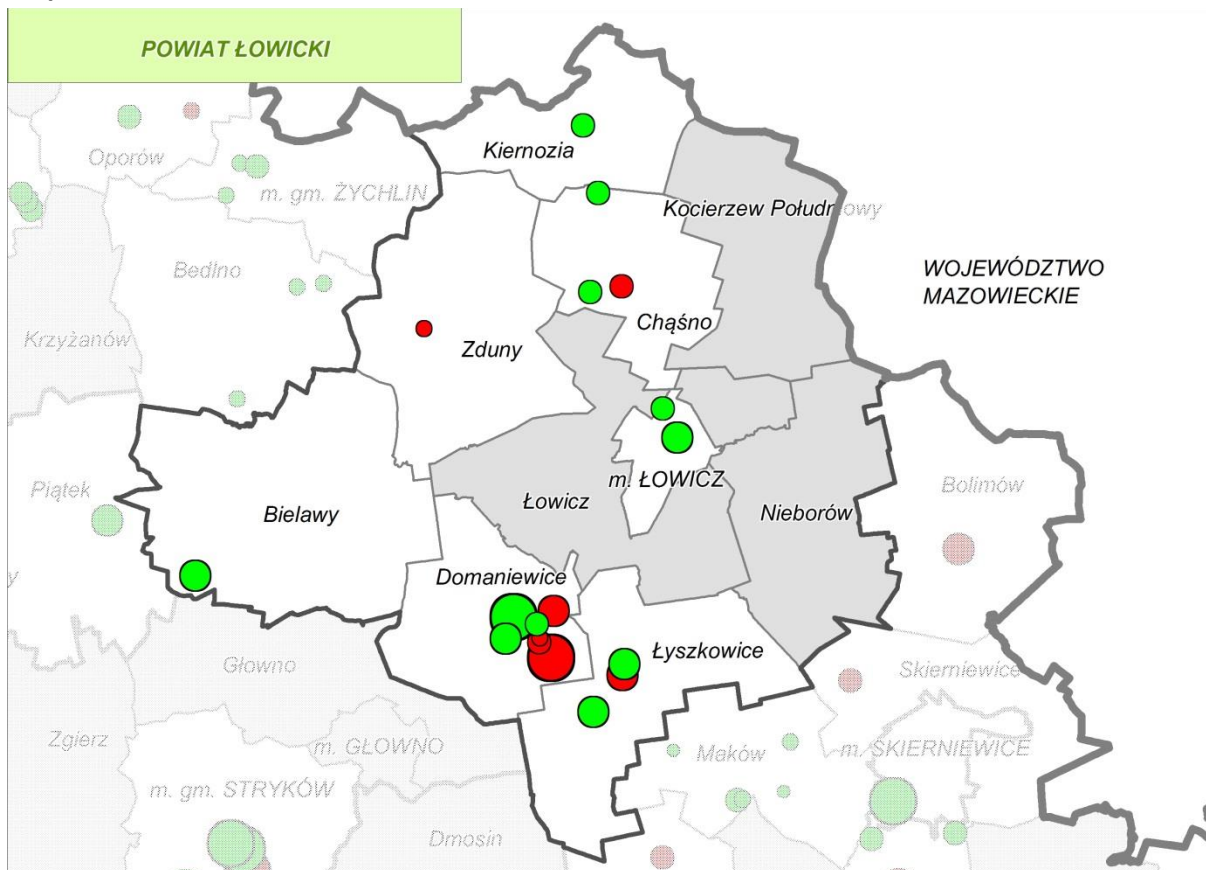 POWIAT ŁOWICKI
Kiernozia
Oporów
m. gm. ŻYCHLIN
Kocierzew Południowy
Bedlno
WOJEWÓDZTWO
MAZOWIECKIE
Krzyżanów
Chąśno
Zduny
Piątek
m. ŁOWICZ
Bolimów
Bielawy
Łowicz
Nieborów
y
Domaniewice
Łyszkowice
Głowno
Skierniewice
Zgierz
m. GŁOWNO
Maków
m. SKIERNIEWICE
m. gm. STRYKÓW
Dmosin